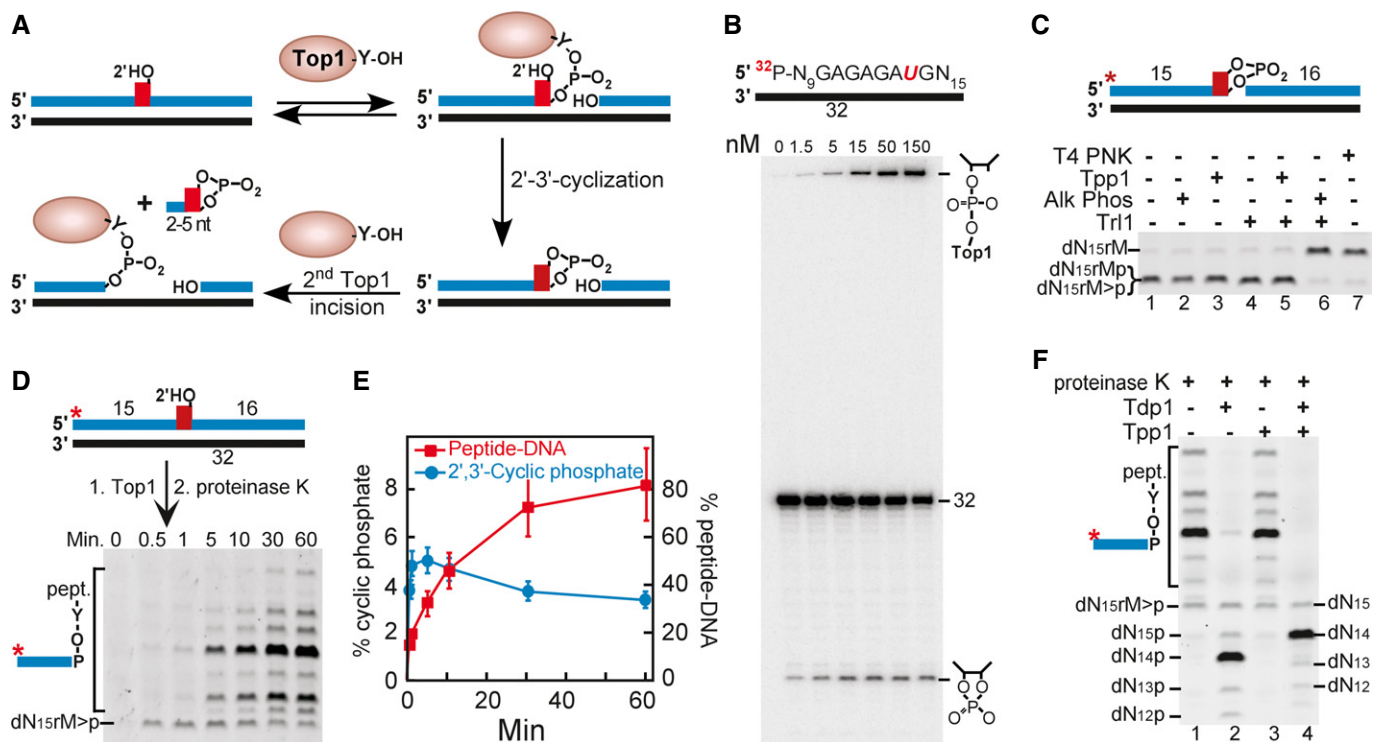 A
2'HO
Top1 -Y-OH
Y
2'HO
O
P-O2
O
HO
5'
3'
5'
3'
2'-3'-cyclization
Y
O
P-O2
O
+
O
O
P-O2
2-5 nt
Y-OH
2nd Top1
incision
5'
HO
3'
O
O
P-O2
5'
HO
3'
B
5' 32P-N9GAGAGAUGN15
3'
32
nM 0 1.5 5 15 50 150
O
O=P-O
O
Top1
32
O O
P
O O
C
* 15 O O PO2 16
5'
3'
T4 PNK - - - - - - +
Tpp1 - - + - + - -
Alk Phos - + - - - + -
Trl1 - - - + + + -
dN15rM
dN15rMp
dN15rM>p
1 2 3 4 5 6 7
D
2'HO
* 15 16
5'
3'
32
1. Top1 2. proteinase K
Min. 0 0.5 1 5 10 30 60
pept.
Y
O
P
*
dN15rM>p
E
Peptide-DNA
2',3'-Cyclic phosphate
% cyclic phosphate
8
6
4
2
0
% peptide-DNA
80
60
40
20
0
0 20 40 60
Min
F
proteinase K + + + +
Tdp1 - + - +
Tpp1 - - + +
pept.
Y
O
P
*
dN15rM>p
dN15p
dN14p
dN13p
dN12p
dN15
dN14
dN13
dN12
1 2 3 4